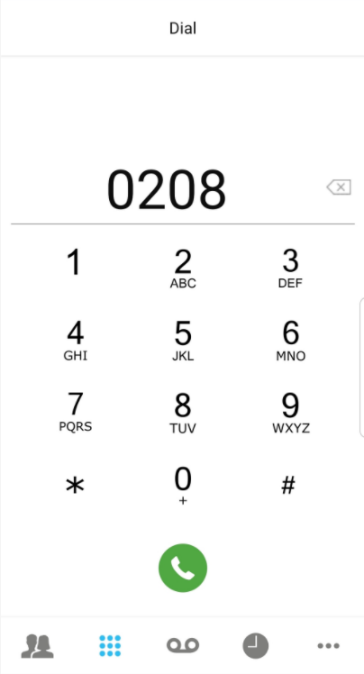 Dial
0208
1 2 3
ABC DEF
4 5 6
GHI JKL MNO
7 8 9
PQRS TUV WXYZ
* 0 #
+